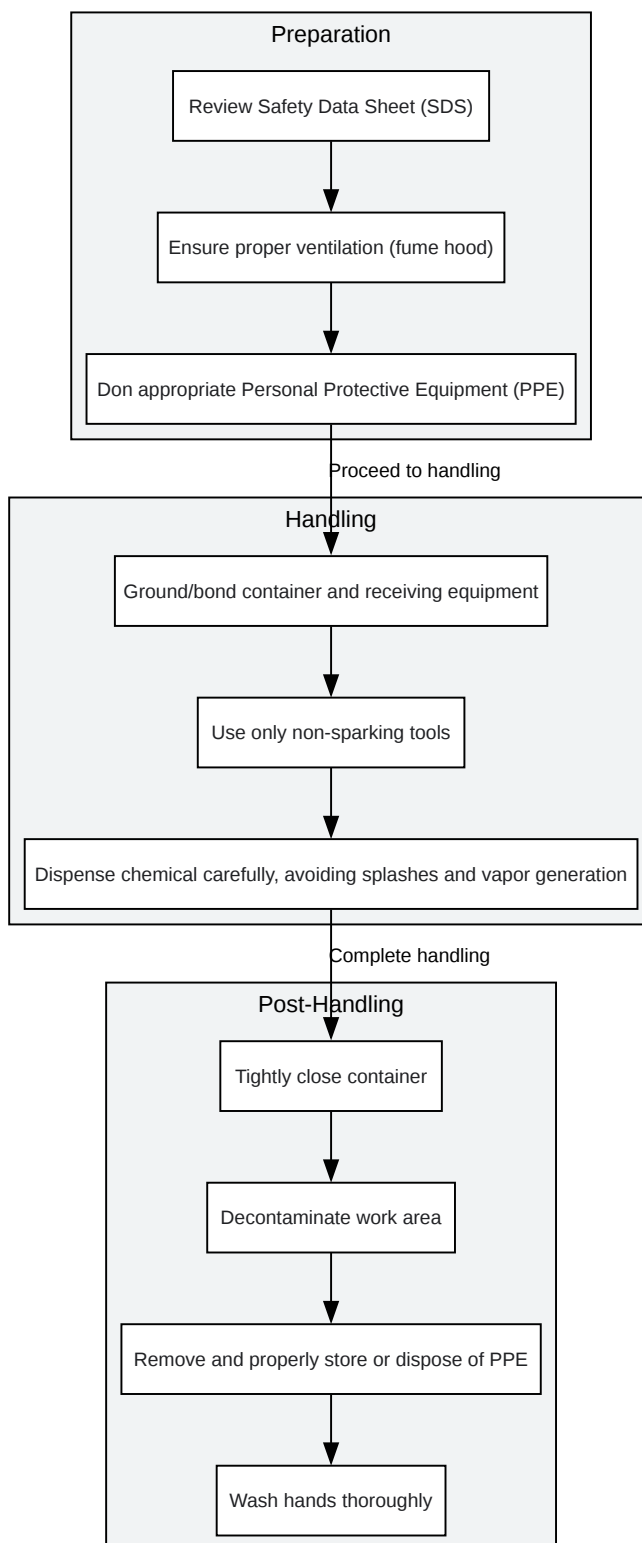 Preparation
Review Safety Data Sheet (SDS)
Ensure proper ventilation (fume hood)
Don appropriate Personal Protective Equipment (PPE)
Proceed to handling
Handling
Ground/bond container and receiving equipment
Use only non-sparking tools
Dispense chemical carefully, avoiding splashes and vapor generation
Complete handling
Post-Handling
Tightly close container
Decontaminate work area
Remove and properly store or dispose of PPE
Wash hands thoroughly